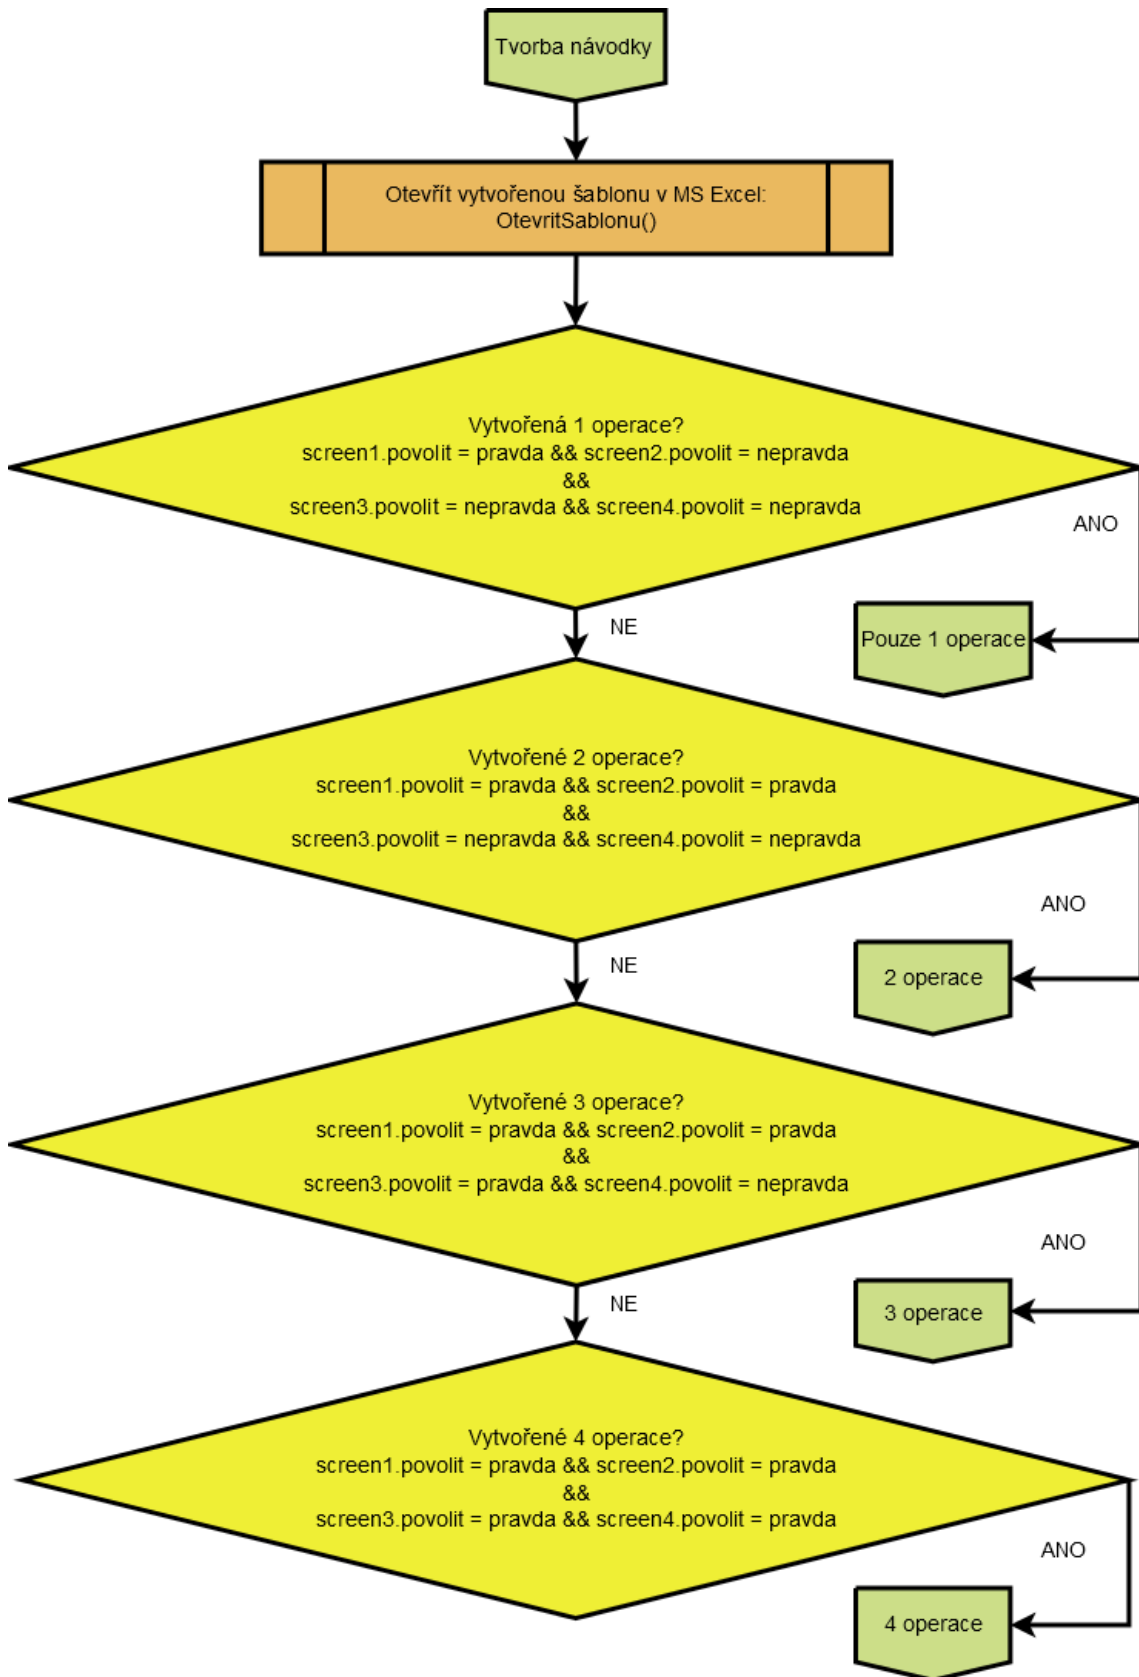 Tvorba návodky
Otevřít vytvořenou šablonu v MS Excel:
OtevritSablonu()
Vytvořená 1 operace?
screen1.povolit = pravda && screen2.povolit = nepravda
&&
screen3.povolit = nepravda && screen4.povolit = nepravda
ANO
NE
Pouze 1 operace
Vytvořené 2 operace?
screen1.povolit = pravda && screen2.povolit = pravda
&&
screen3.povolit = nepravda && screen4.povolit = nepravda
ANO
NE
2 operace
Vytvořené 3 operace?
screen1.povolit = pravda && screen2.povolit = pravda
&&
screen3.povolit = pravda && screen4.povolit = nepravda
ANO
NE
3 operace
Vytvořené 4 operace?
screen1.povolit = pravda && screen2.povolit = pravda
&&
screen3.povolit = pravda && screen4.povolit = pravda
ANO
4 operace